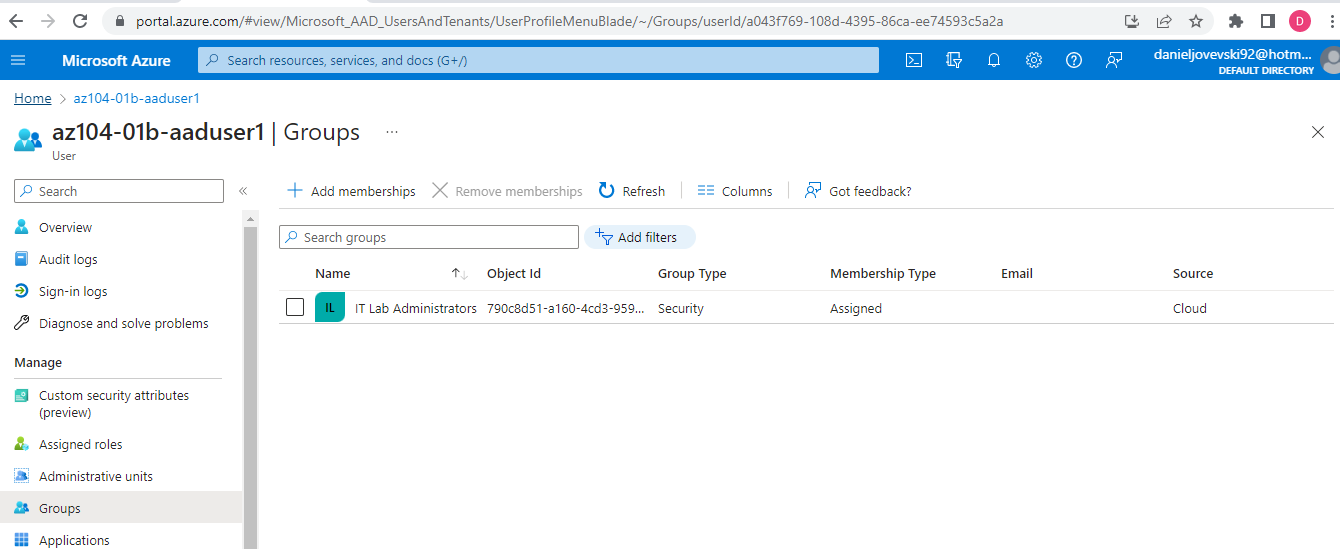 portal.azure.com/#view/Microsoft_AAD_UsersAndTenants/UserProfileMenuBlade/~/Groups/userId/a043f769-108d-4395-86ca-ee74593c5a2a
D
Microsoft Azure
Search resources, services, and docs (G+/)
danieljovevski92@hotm...
DEFAULT DIRECTORY
Home > az104-01b-aaduser1
az104-01b-aaduser1 | Groups ...
User
Search
«
Add memberships
Remove memberships
Refresh
Columns
Got feedback?
Overview
Audit logs
Sign-in logs
Diagnose and solve problems
Manage
Custom security attributes
(preview)
Assigned roles
Administrative units
Groups
Applications
Search groups
Add filters
Name Object Id Group Type Membership Type Email Source
IL IT Lab Administrators 790c8d51-a160-4cd3-959... Security Assigned Cloud